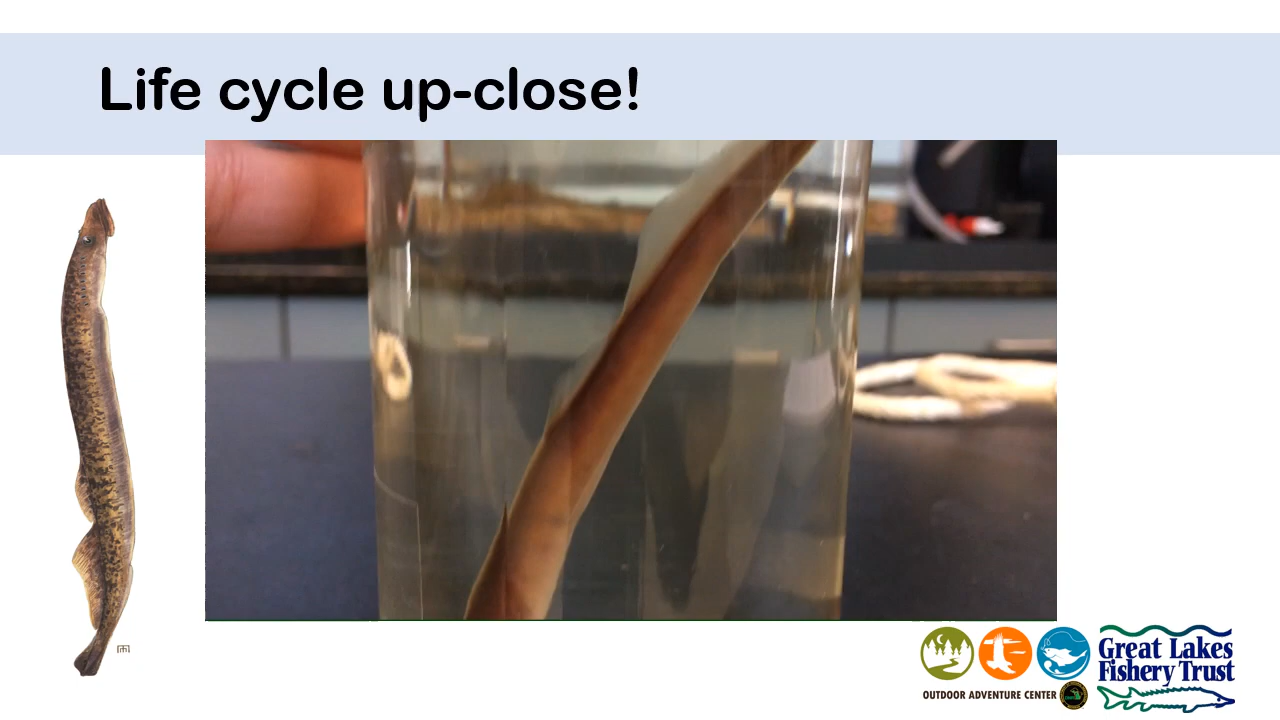 Life cycle up-close!
OUTDOOR ADVENTURE CENTER
Great Lakes
Fishery Trust